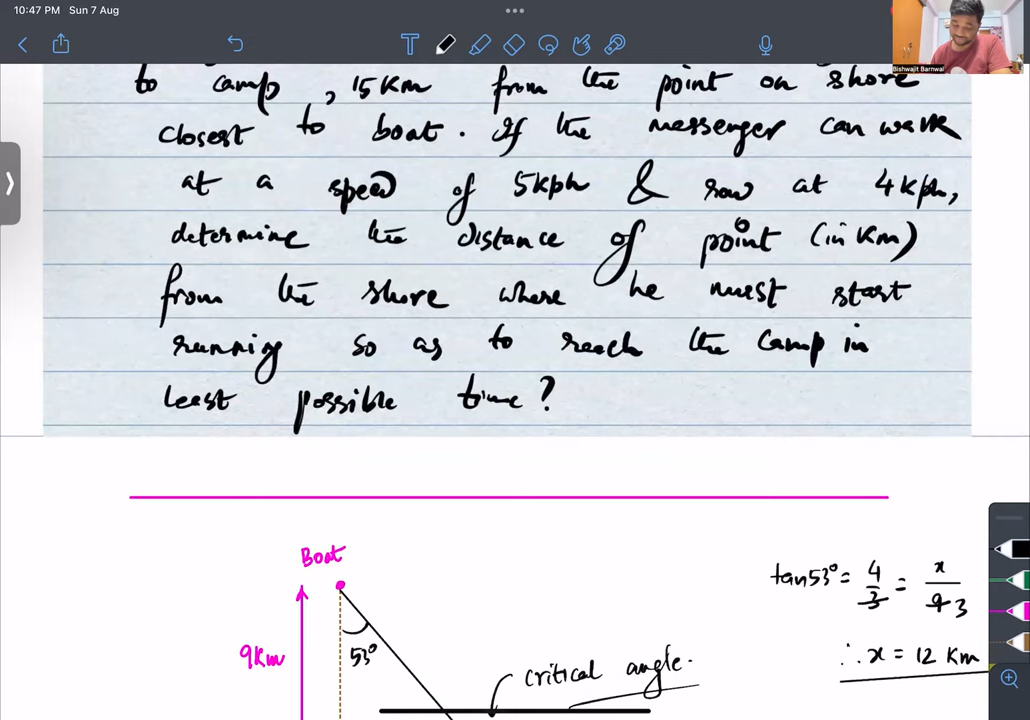 10:47 PM Sun 7 Aug
Bishwajit Barnwal
to camp, 15km from the point on shore
closest to boat. If the messenger can walk
at a speed of 5kph & row at 4kph,
determine the distance of point (in Km)
from the shore where he must start
running so as to reach the camp in
least possible time?
Boat
tan53° = 4/3 = x/9 3
9Km
53°
∴ x = 12 Km
critical angle.